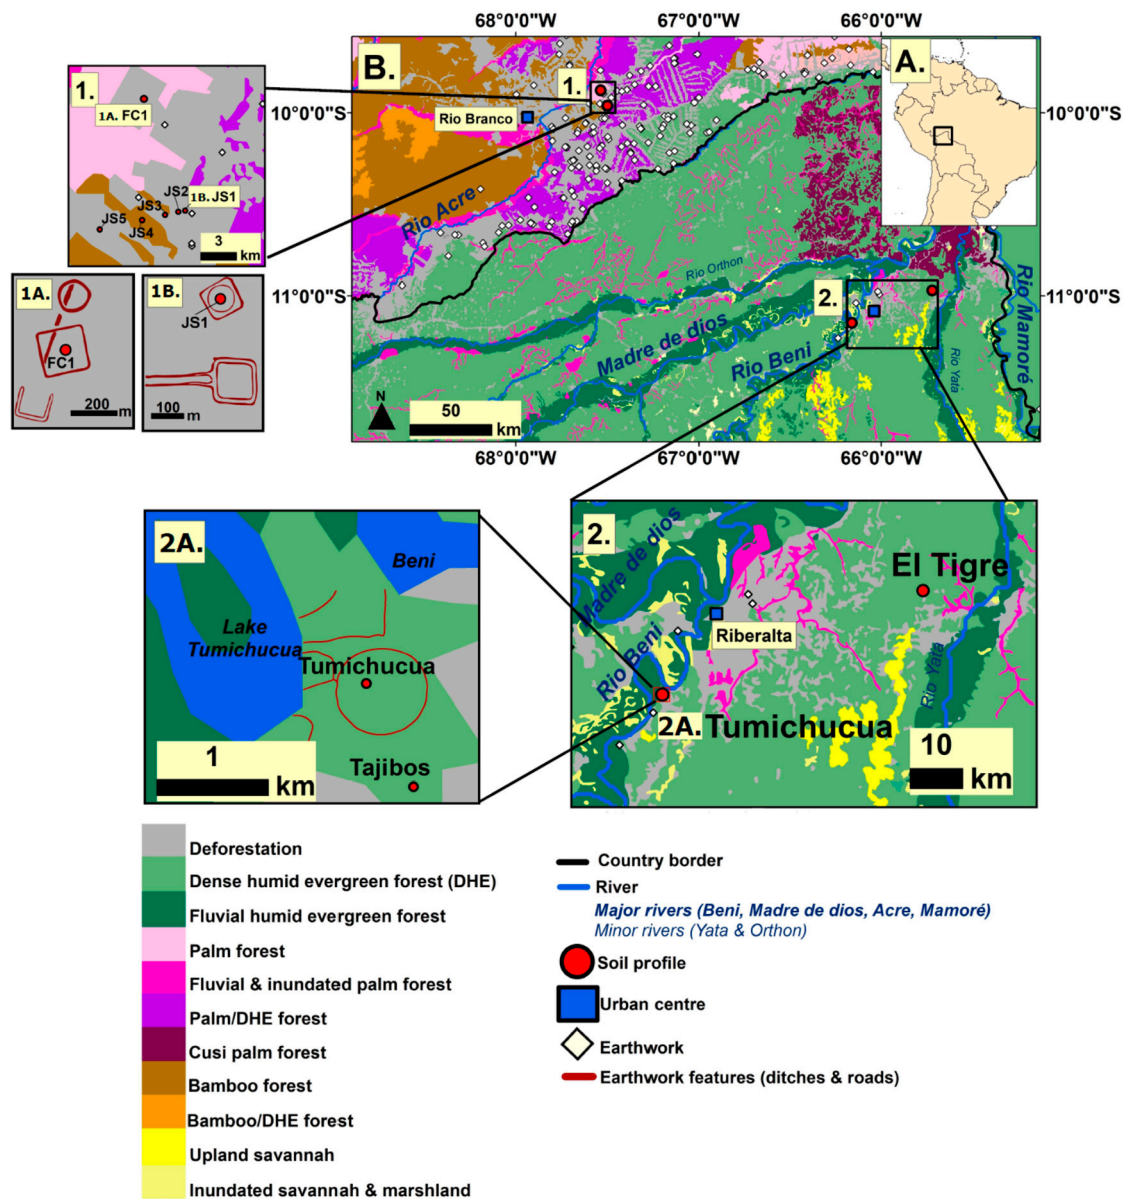 68°0'0"W
67°0'0"W
66°0'0"W
B.
1.
A.
10°0'0"S
10°0'0"S
Rio Branco
Rio Acre
Rio Orthon
11°0'0"S
11°0'0"S
2.
Madre de dios
Rio Beni
Rio Yata
Rio Mamoré
N
50
km
68°0'0"W
67°0'0"W
66°0'0"W
1.
1A. FC1
JS2
1B. JS1
JS3
JS5
JS4
3
km
1A.
FC1
200 m
1B.
JS1
100 m
2A.
Beni
Lake
Tumichucua
Tumichucua
1
km
Tajibos
2.
Madre de dios
El Tigre
Riberalta
Rio Beni
Rio Yata
2A. Tumichucua
10
km
Deforestation
Dense humid evergreen forest (DHE)
Fluvial humid evergreen forest
Palm forest
Fluvial & inundated palm forest
Palm/DHE forest
Cusi palm forest
Bamboo forest
Bamboo/DHE forest
Upland savannah
Inundated savannah & marshland
Country border
River
Major rivers (Beni, Madre de dios, Acre, Mamoré)
Minor rivers (Yata & Orthon)
Soil profile
Urban centre
Earthwork
Earthwork features (ditches & roads)